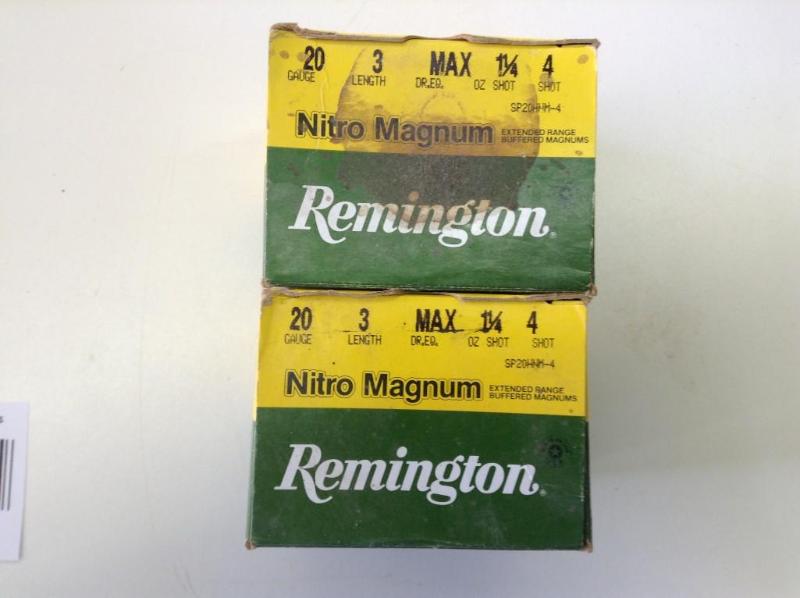 20 3 MAX 1¼ 4
GAUGE LENGTH DR.EQ. OZ SHOT SHOT
SP20HNM-4
Nitro Magnum EXTENDED RANGE
BUFFERED MAGNUMS
Remington®
20 3 MAX 1¼ 4
GAUGE LENGTH DR.EQ. OZ SHOT SHOT
SP20HNM-4
Nitro Magnum EXTENDED RANGE
BUFFERED MAGNUMS
Remington®